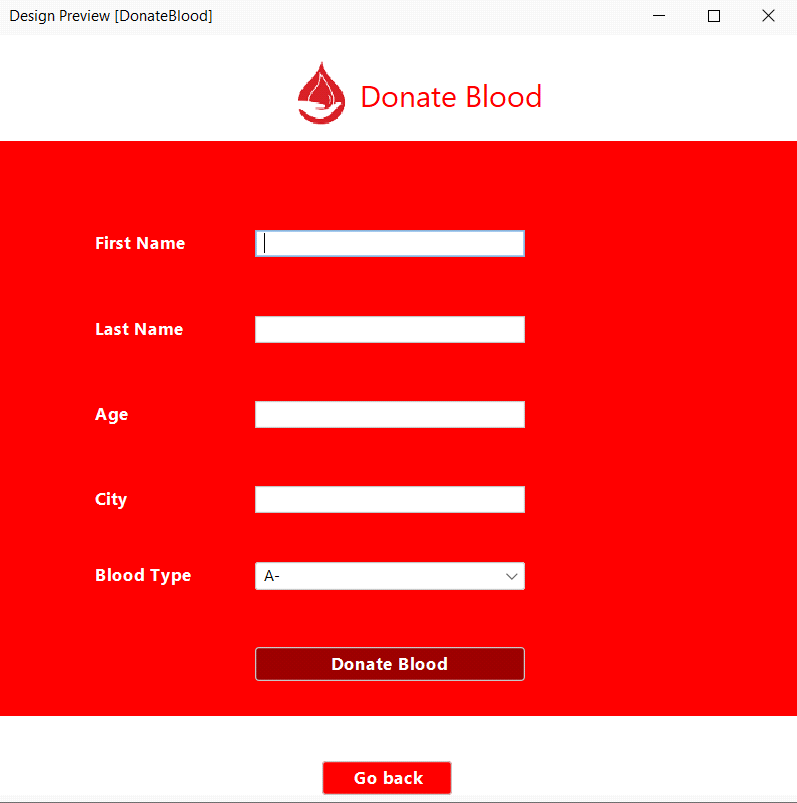 Design Preview [DonateBlood]
Donate Blood
First Name
Last Name
Age
City
Blood Type
A-
Donate Blood
Go back